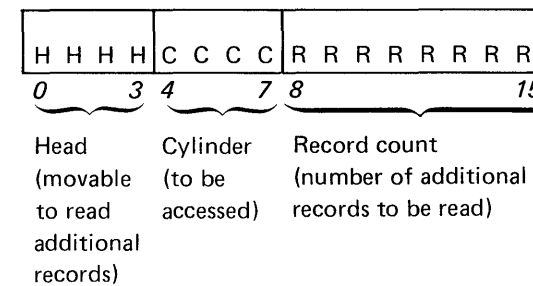 H H H H C C C C R R R R R R R R
0 3 4 7 8 15
Head Cylinder Record count
(movable (to be (number of additional
to read accessed) records to be read)
additional
records)